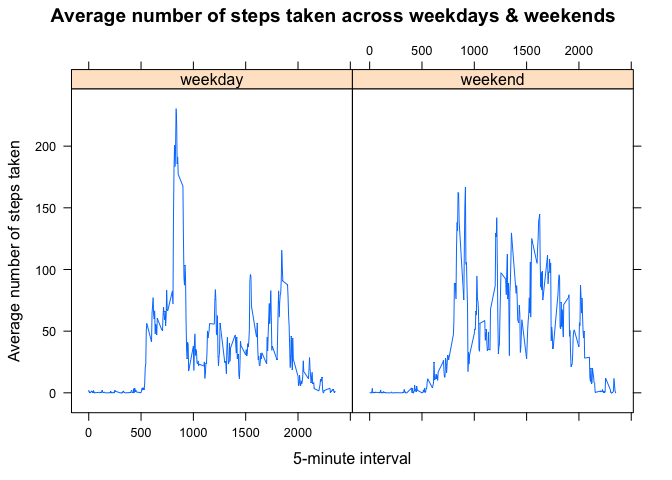 Average number of steps taken across weekdays & weekends
0 500 1000 1500 2000
weekday weekend
Average number of steps taken
200
150
100
50
0
0 500 1000 1500 2000
5-minute interval